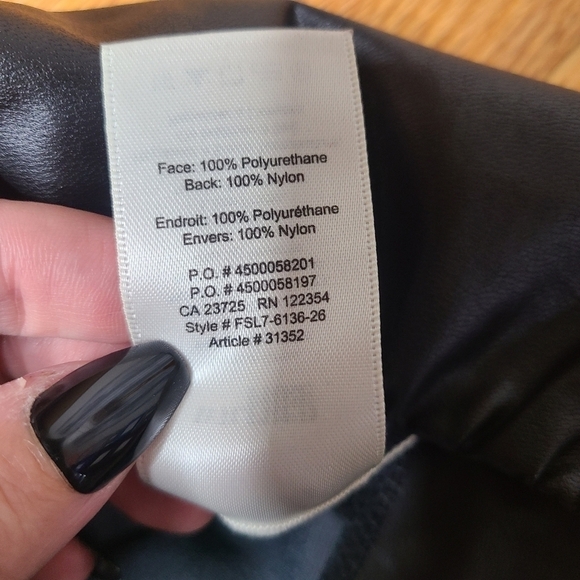 Face: 100% Polyurethane
Back: 100% Nylon
Endroit: 100% Polyuréthane
Envers: 100% Nylon
P.O. # 4500058201
P.O. # 4500058197
CA 23725 RN 122354
Style # FSL7-6136-26
Article # 31352